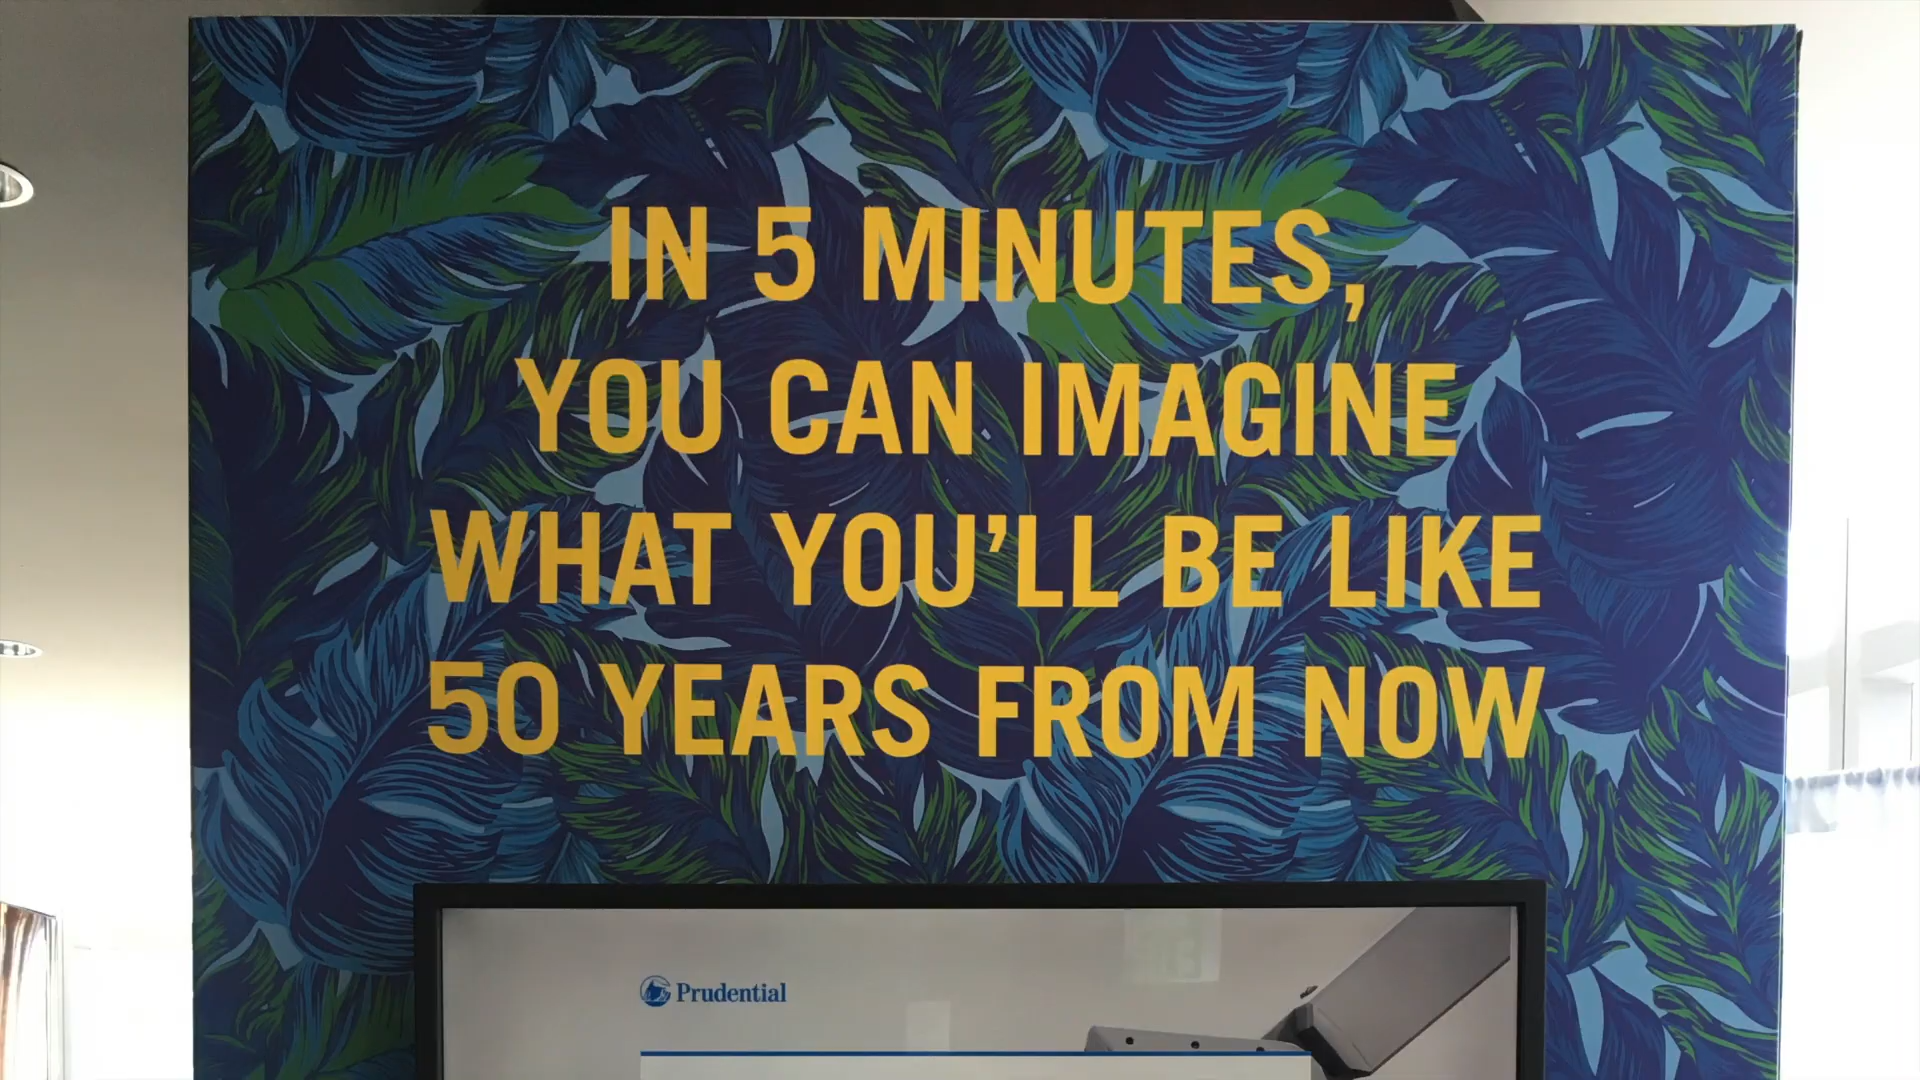 IN 5 MINUTES,
YOU CAN IMAGINE
WHAT YOU'LL BE LIKE
50 YEARS FROM NOW
Prudential